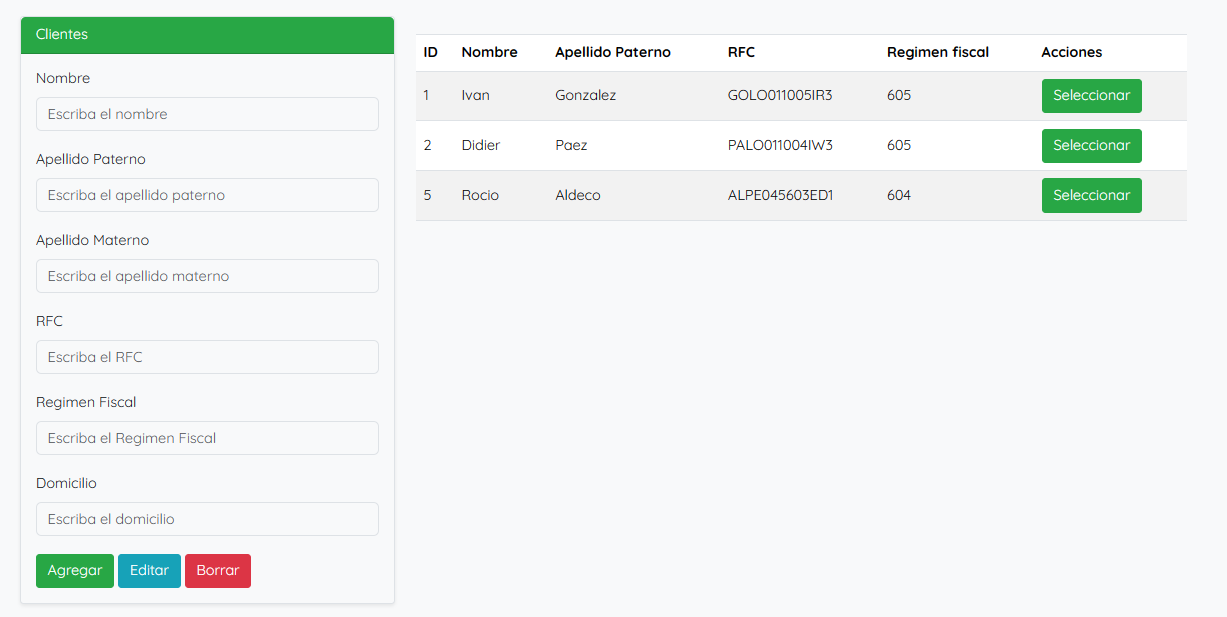 Clientes
Nombre
Escriba el nombre
Apellido Paterno
Escriba el apellido paterno
Apellido Materno
Escriba el apellido materno
RFC
Escriba el RFC
Regimen Fiscal
Escriba el Regimen Fiscal
Domicilio
Escriba el domicilio
Agregar Editar Borrar
ID Nombre Apellido Paterno RFC Regimen fiscal Acciones
1 Ivan Gonzalez GOLO011005IR3 605 Seleccionar
2 Didier Paez PALO011004IW3 605 Seleccionar
5 Rocio Aldeco ALPE045603ED1 604 Seleccionar